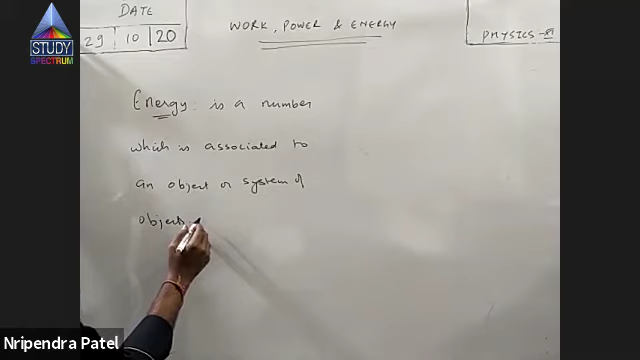 STUDY
SPECTRUM
DATE
29 10 20
WORK, POWER & ENERGY
PHYSICS -
Energy: is a number
which is associated to
an object or system of
objects
Nripendra Patel